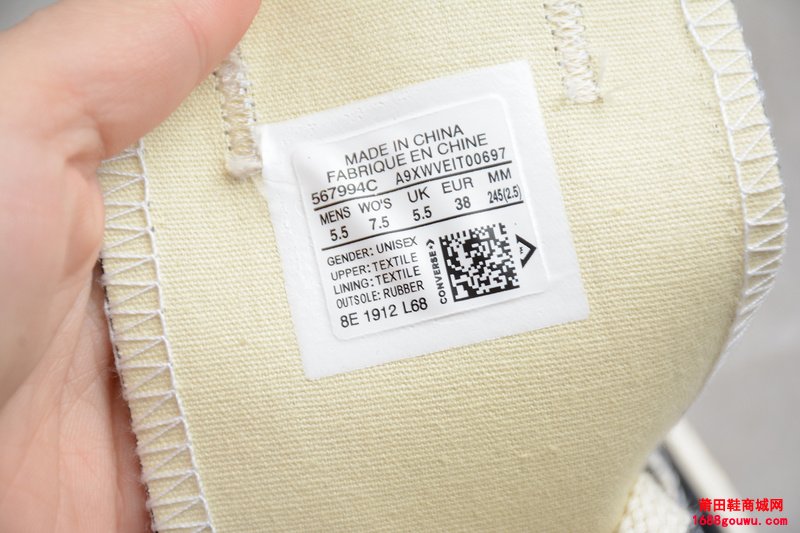 MADE IN CHINA
FABRIQUE EN CHINE
567994C A9XWVEIT00697
MENS WO'S UK EUR MM
5.5 7.5 5.5 38 245(2.5)
GENDER: UNISEX
UPPER: TEXTILE
LINING: TEXTILE
OUTSOLE: RUBBER
8E 1912 L68
CONVERSE
莆田鞋商城网
1688gouwu.com